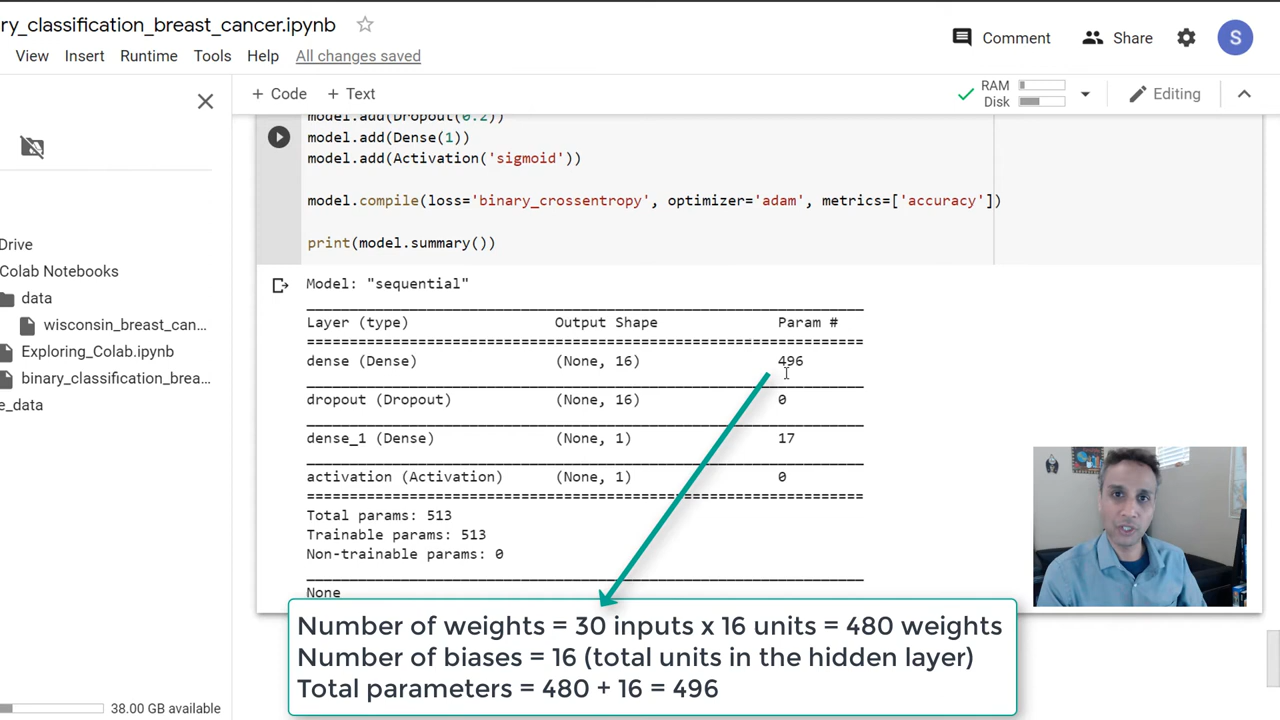 ry_classification_breast_cancer.ipynb
View Insert Runtime Tools Help All changes saved
Comment Share S
+ Code + Text
RAM
Disk
Editing
Drive
Colab Notebooks
data
wisconsin_breast_can...
Exploring_Colab.ipynb
binary_classification_brea...
e_data
38.00 GB available
model.add(Dropout(0.2))
model.add(Dense(1))
model.add(Activation('sigmoid'))
model.compile(loss='binary_crossentropy', optimizer='adam', metrics=['accuracy'])
print(model.summary())
Model: "sequential"
Layer (type) Output Shape Param #
dense (Dense) (None, 16) 496
dropout (Dropout) (None, 16) 0
dense_1 (Dense) (None, 1) 17
activation (Activation) (None, 1) 0
Total params: 513
Trainable params: 513
Non-trainable params: 0
None
Number of weights = 30 inputs x 16 units = 480 weights
Number of biases = 16 (total units in the hidden layer)
Total parameters = 480 + 16 = 496